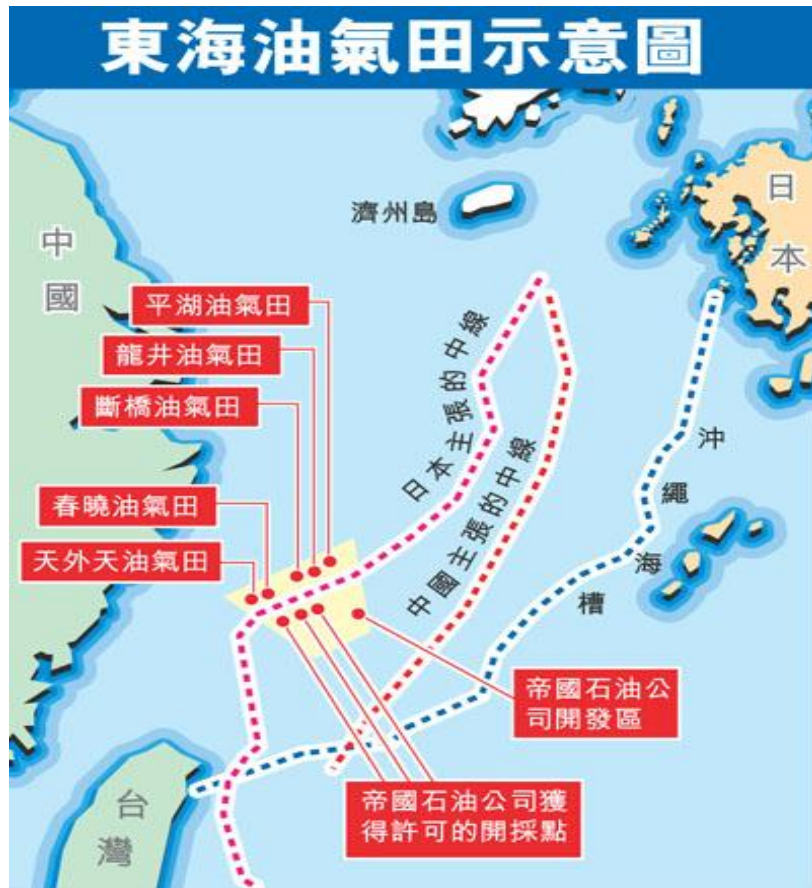 東海油氣田示意圖
濟州島
日本
中國
平湖油氣田
龍井油氣田
斷橋油氣田
春曉油氣田
天外天油氣田
日本主張的中線
中國主張的中線
沖繩海槽
帝國石油公
司開發區
帝國石油公司獲
得許可的開採點
台灣